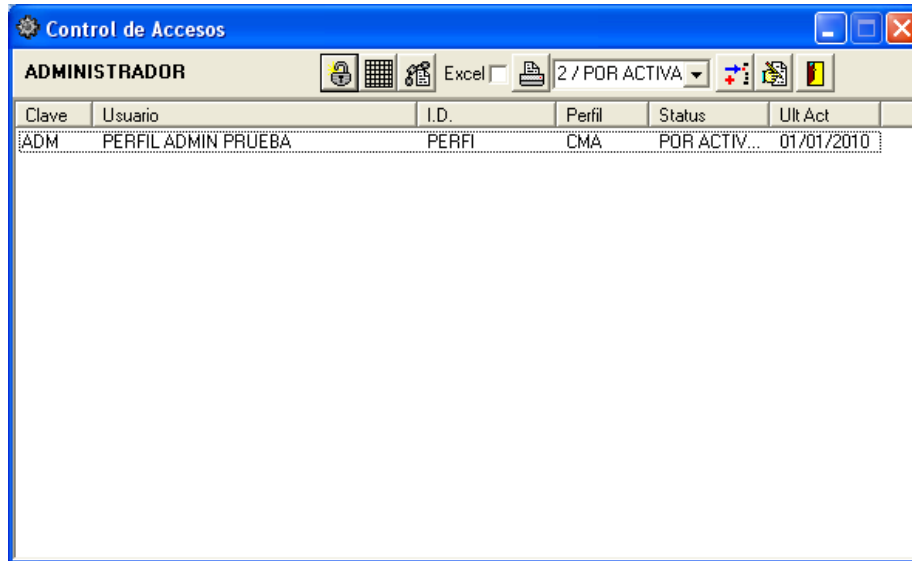 Control de Accesos
ADMINISTRADOR Excel 2 / POR ACTIVA
Clave Usuario I.D. Perfil Status Ult Act
ADM PERFIL ADMIN PRUEBA PERFI CMA POR ACTIV... 01/01/2010